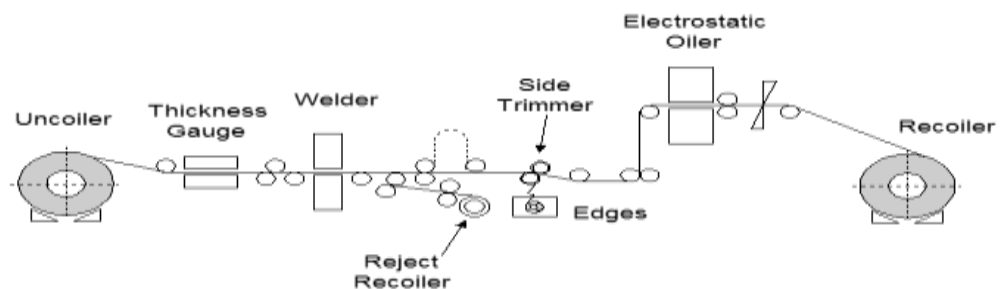 Electrostatic
Oiler
Side
Trimmer
Welder
Thickness
Gauge
Uncoiler
Recoiler
Edges
Reject
Recoiler